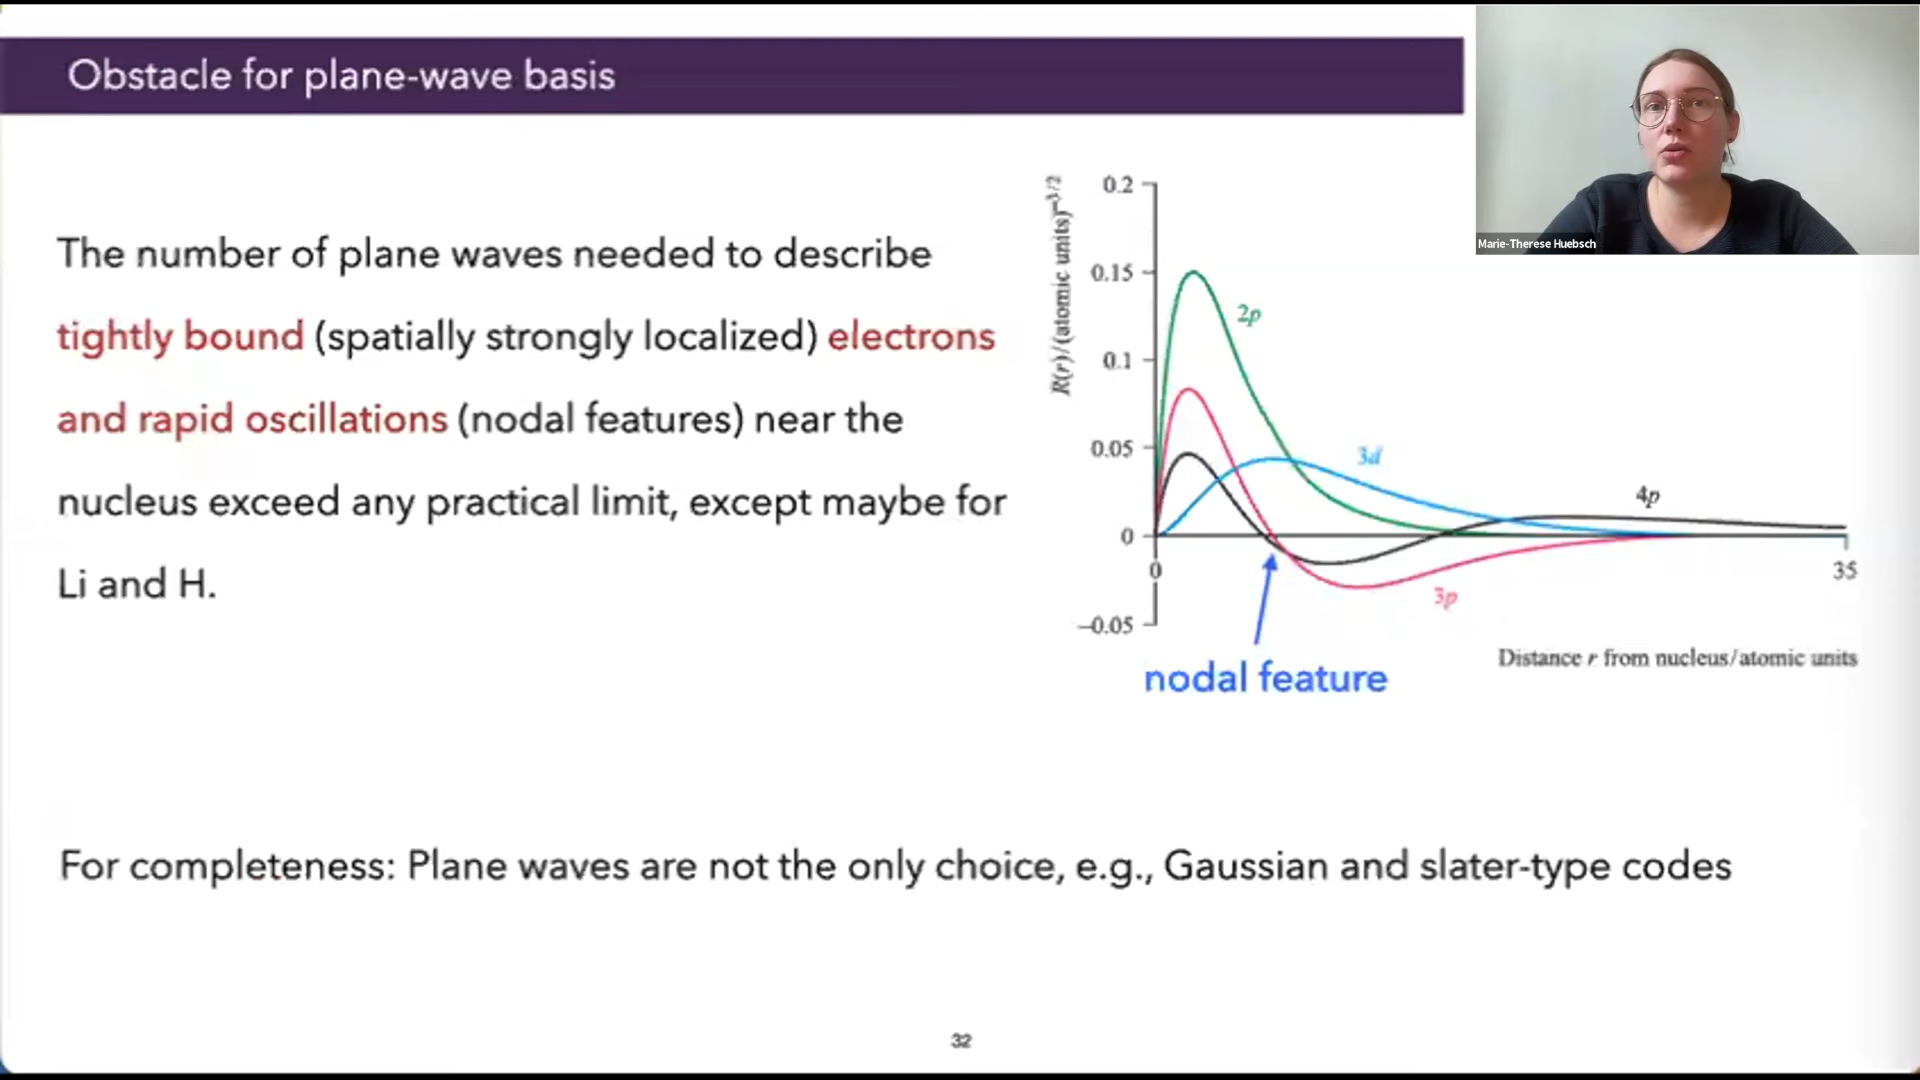 Obstacle for plane-wave basis
Marie-Therese Huebsch
The number of plane waves needed to describe
tightly bound (spatially strongly localized) electrons
and rapid oscillations (nodal features) near the
nucleus exceed any practical limit, except maybe for
Li and H.
R(r)/(atomic units)^-3/2
0.2
0.15
0.1
0.05
0
-0.05
0
35
2p
3d
4p
3p
Distance r from nucleus/atomic units
nodal feature
For completeness: Plane waves are not the only choice, e.g., Gaussian and slater-type codes
32